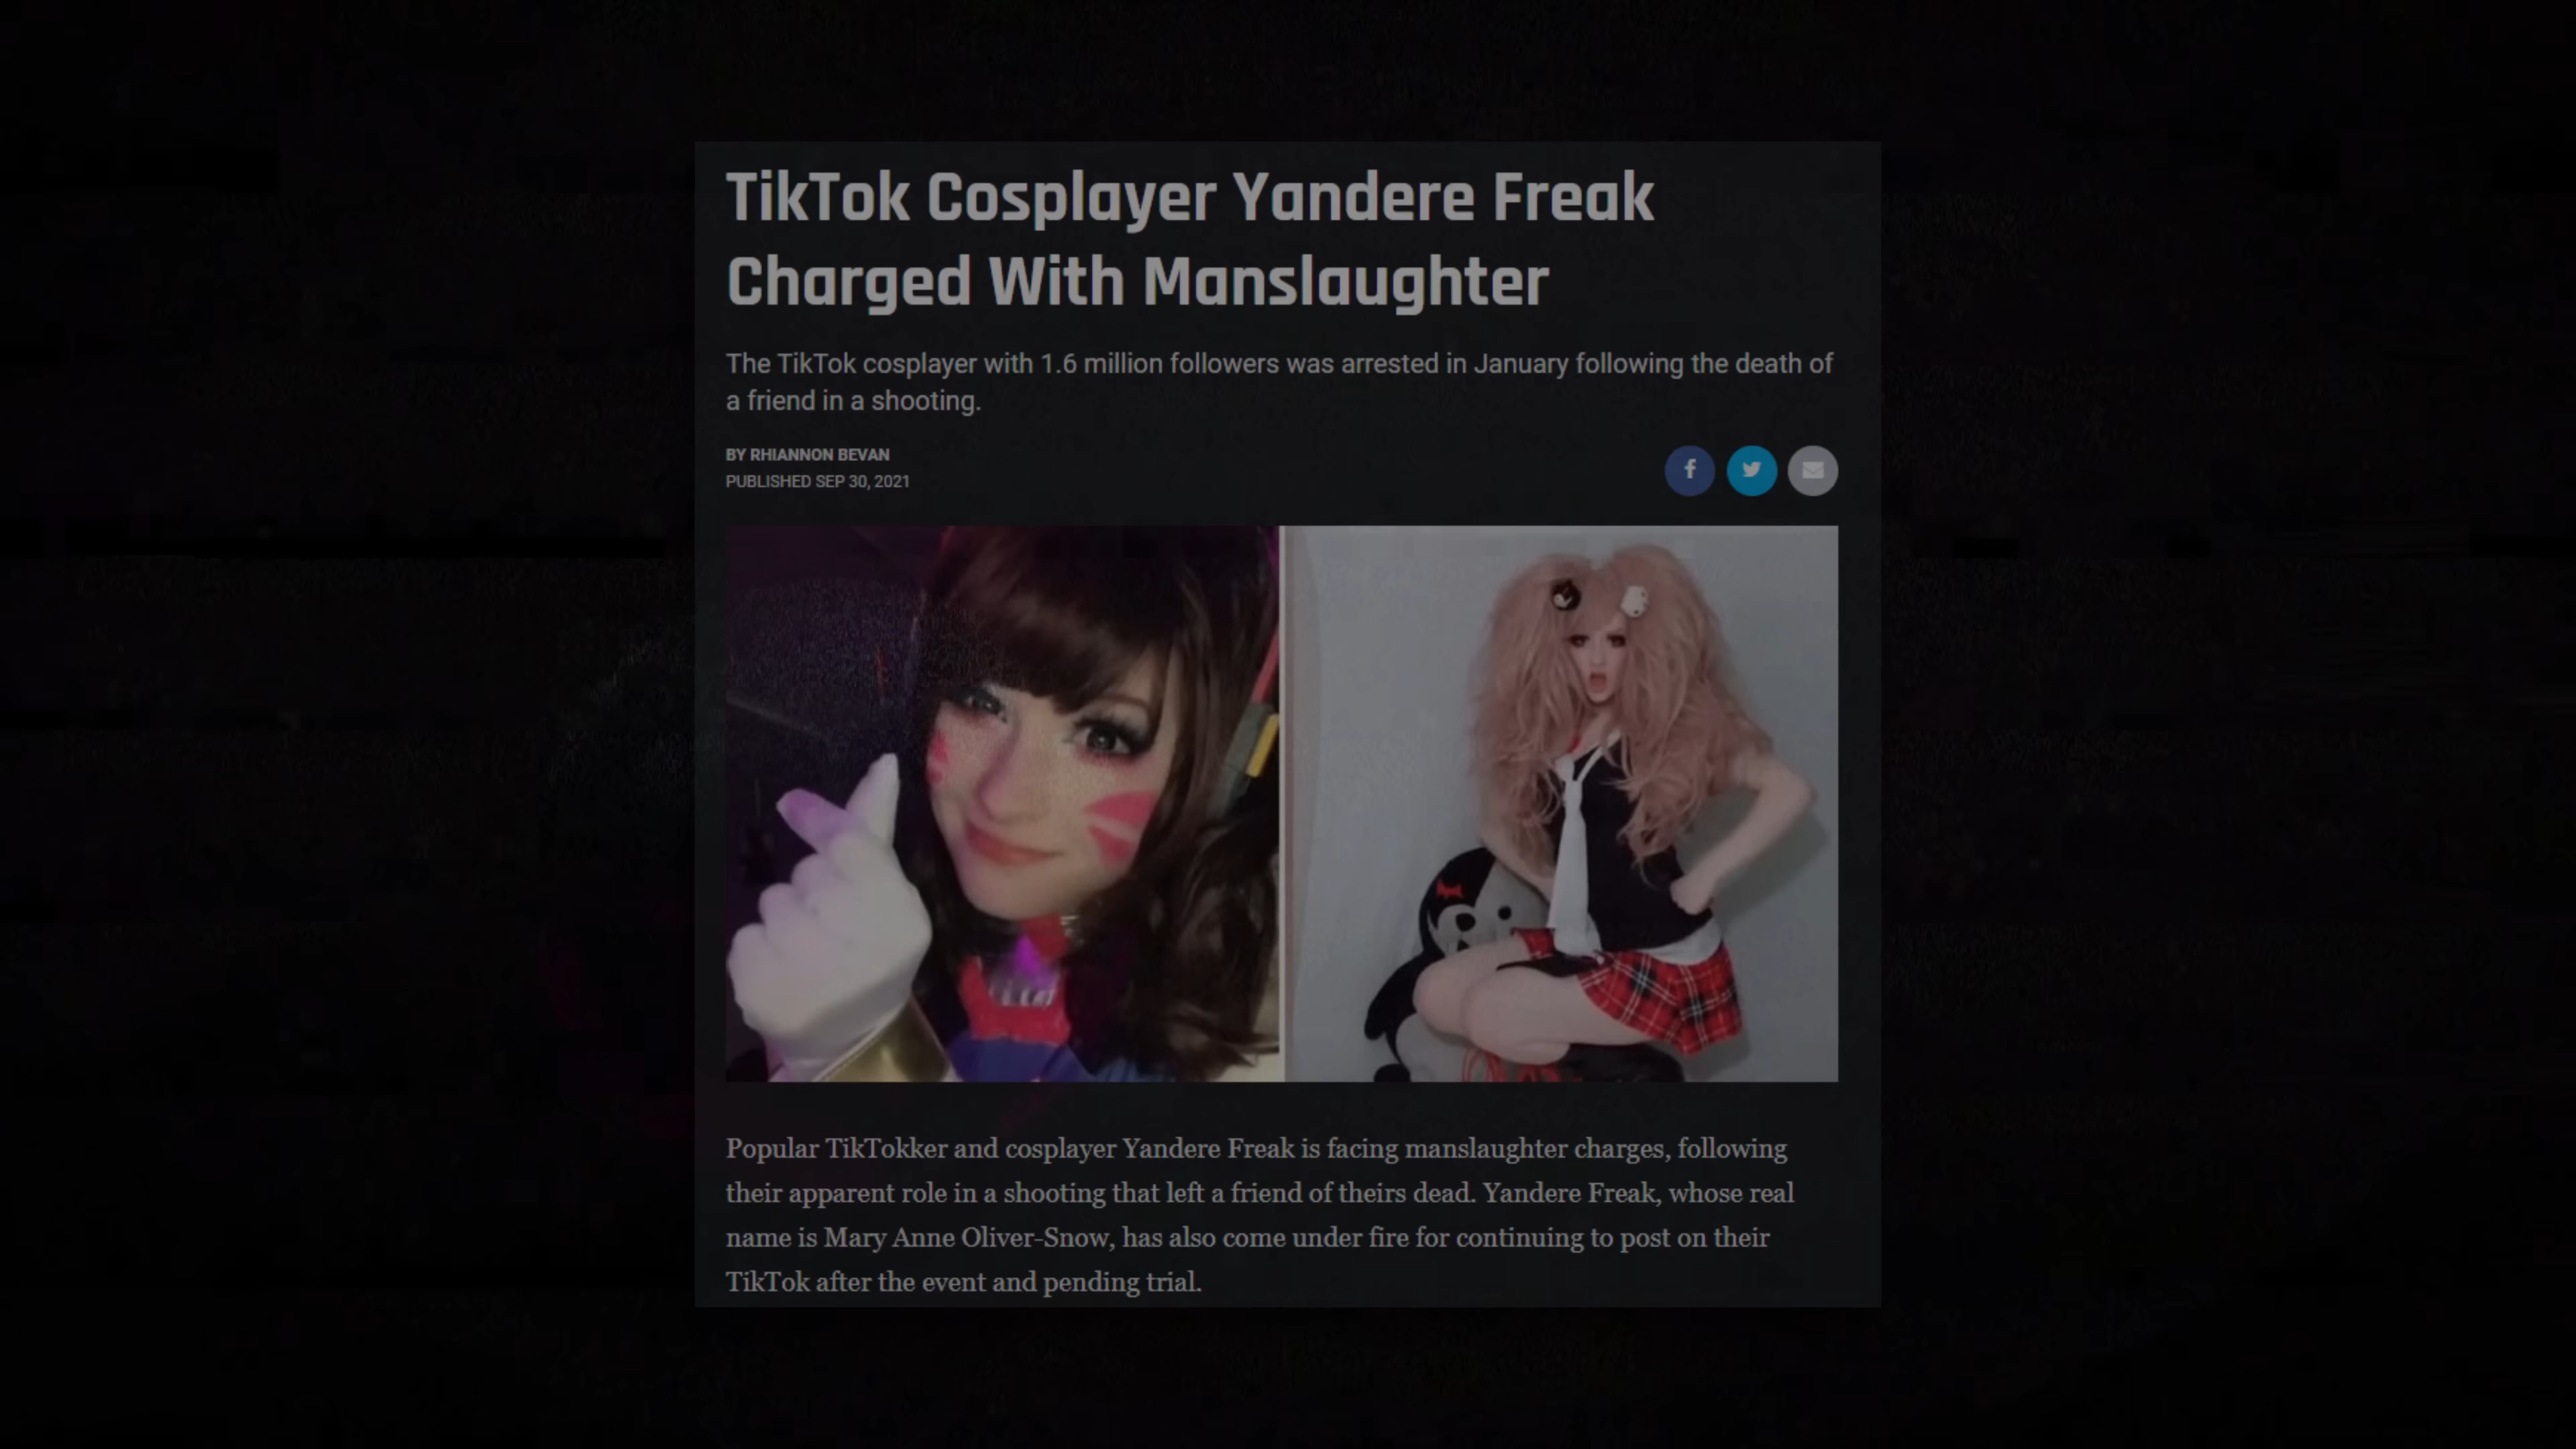 TikTok Cosplayer Yandere Freak
Charged With Manslaughter
The TikTok cosplayer with 1.6 million followers was arrested in January following the death of
a friend in a shooting.
BY RHIANNON BEVAN
PUBLISHED SEP 30, 2021
Popular TikTokker and cosplayer Yandere Freak is facing manslaughter charges, following
their apparent role in a shooting that left a friend of theirs dead. Yandere Freak, whose real
name is Mary Anne Oliver-Snow, has also come under fire for continuing to post on their
TikTok after the event and pending trial.